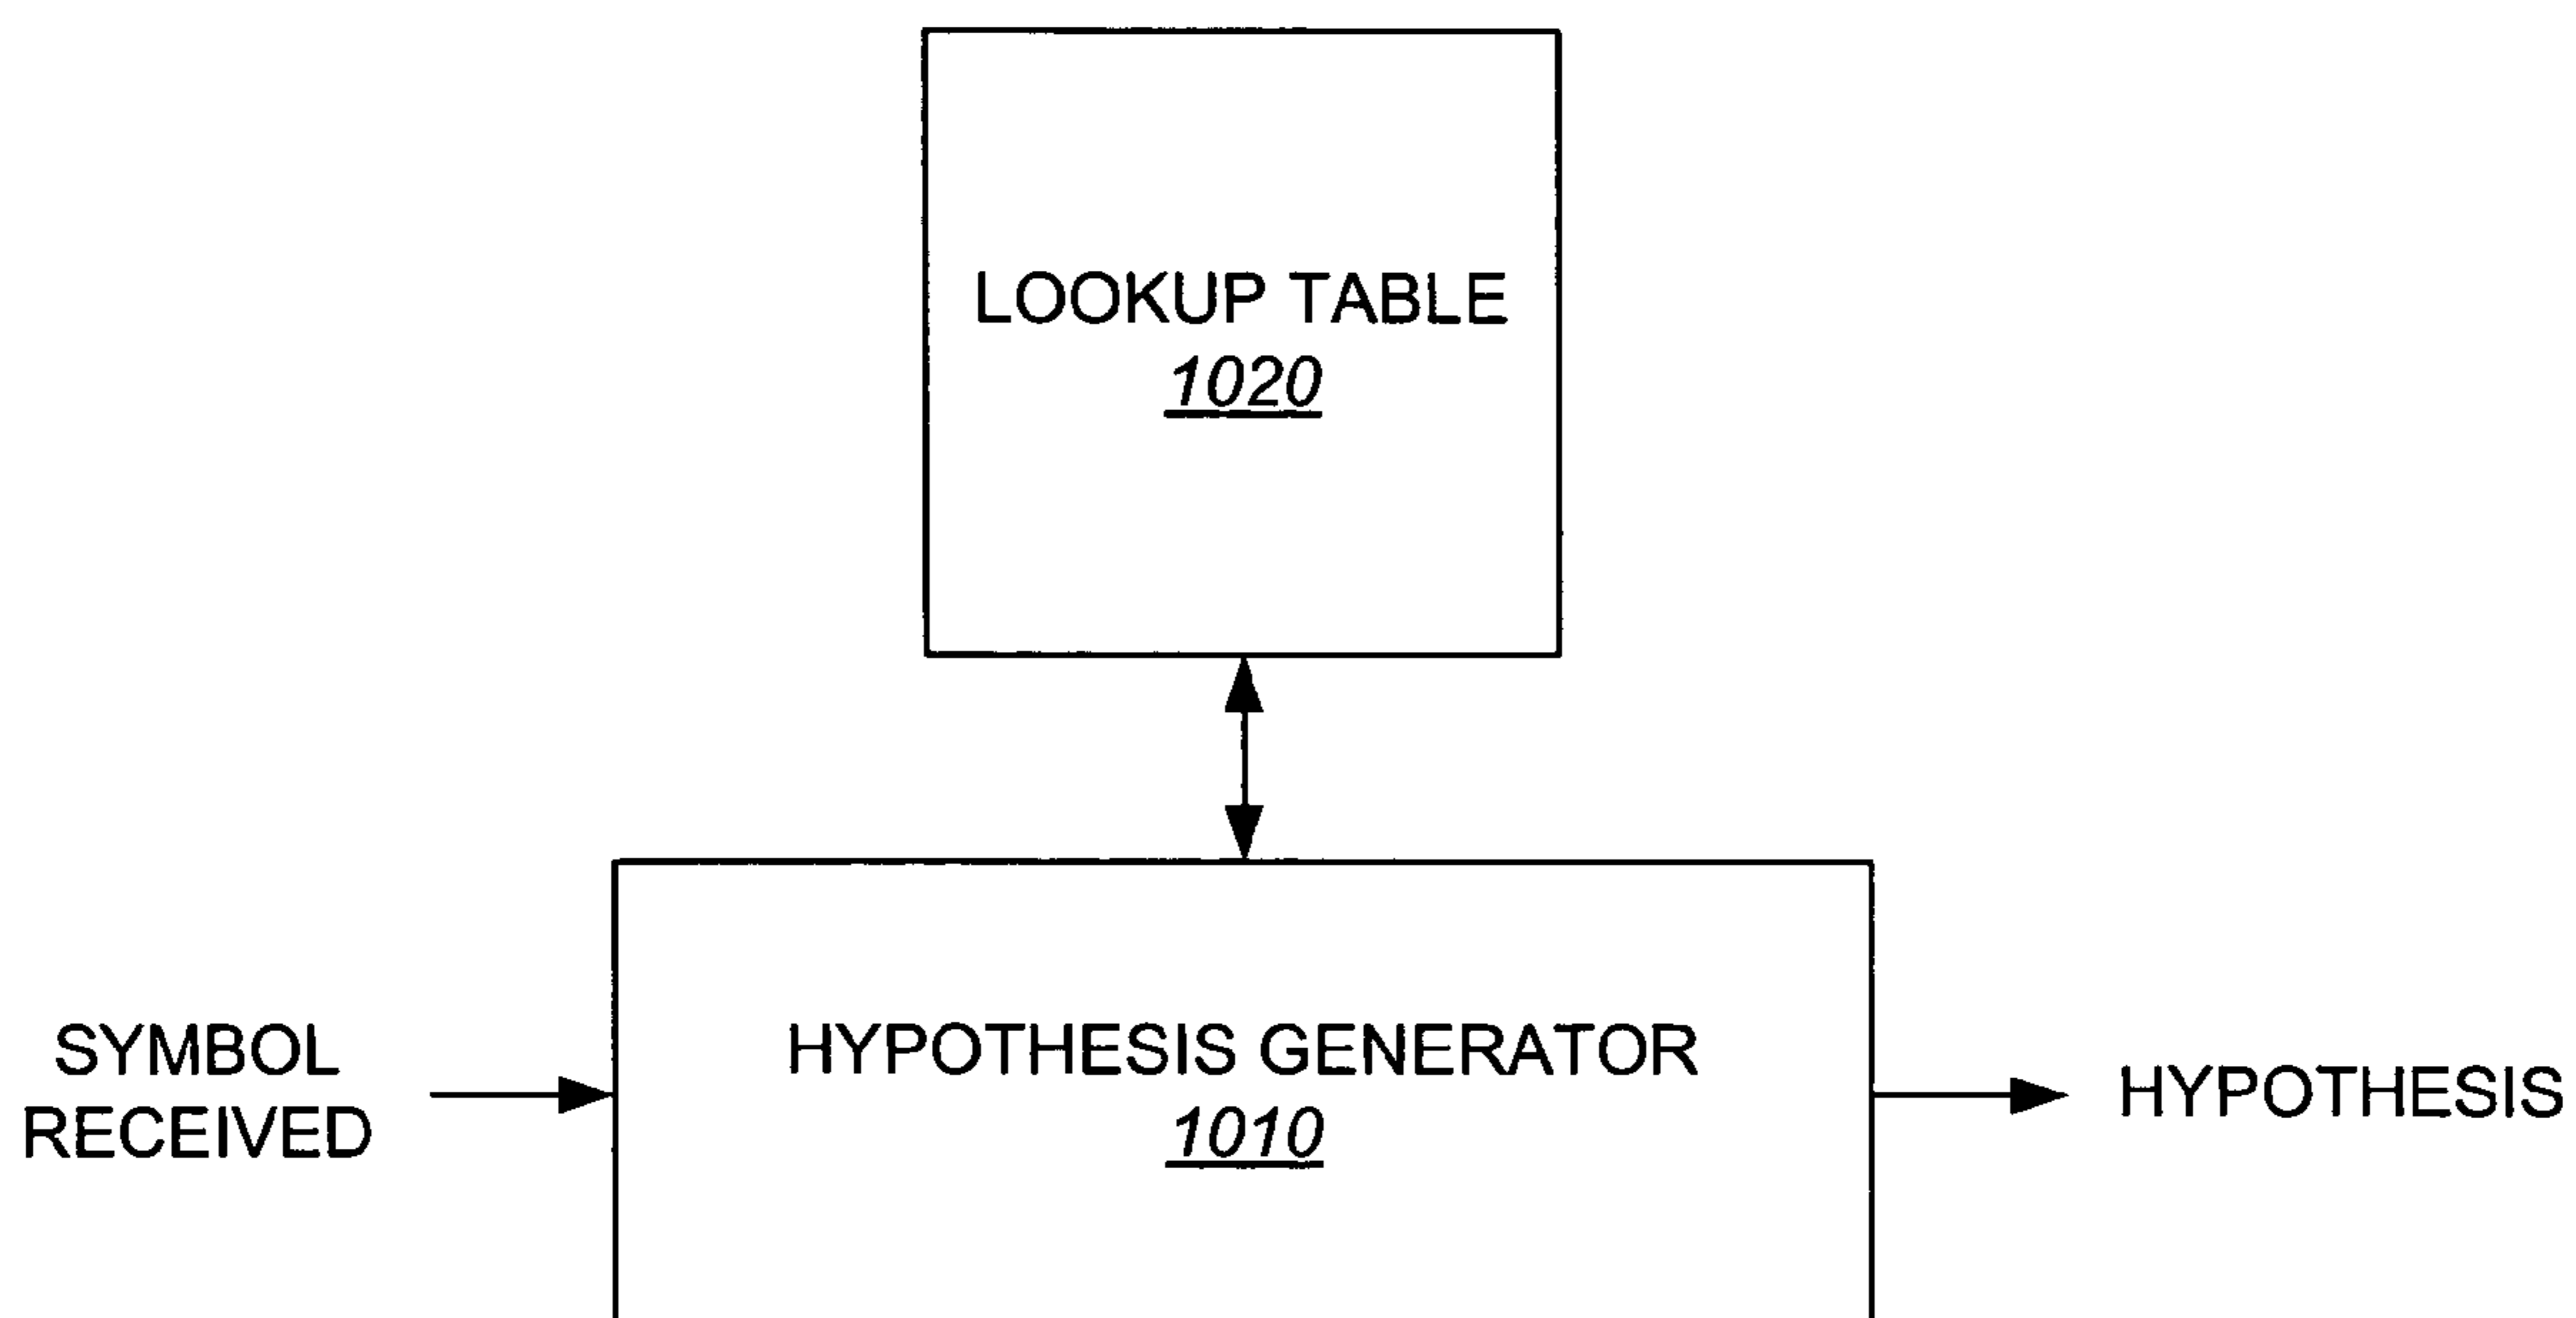 LOOKUP TABLE
1020
SYMBOL
RECEIVED
HYPOTHESIS GENERATOR
1010
HYPOTHESIS